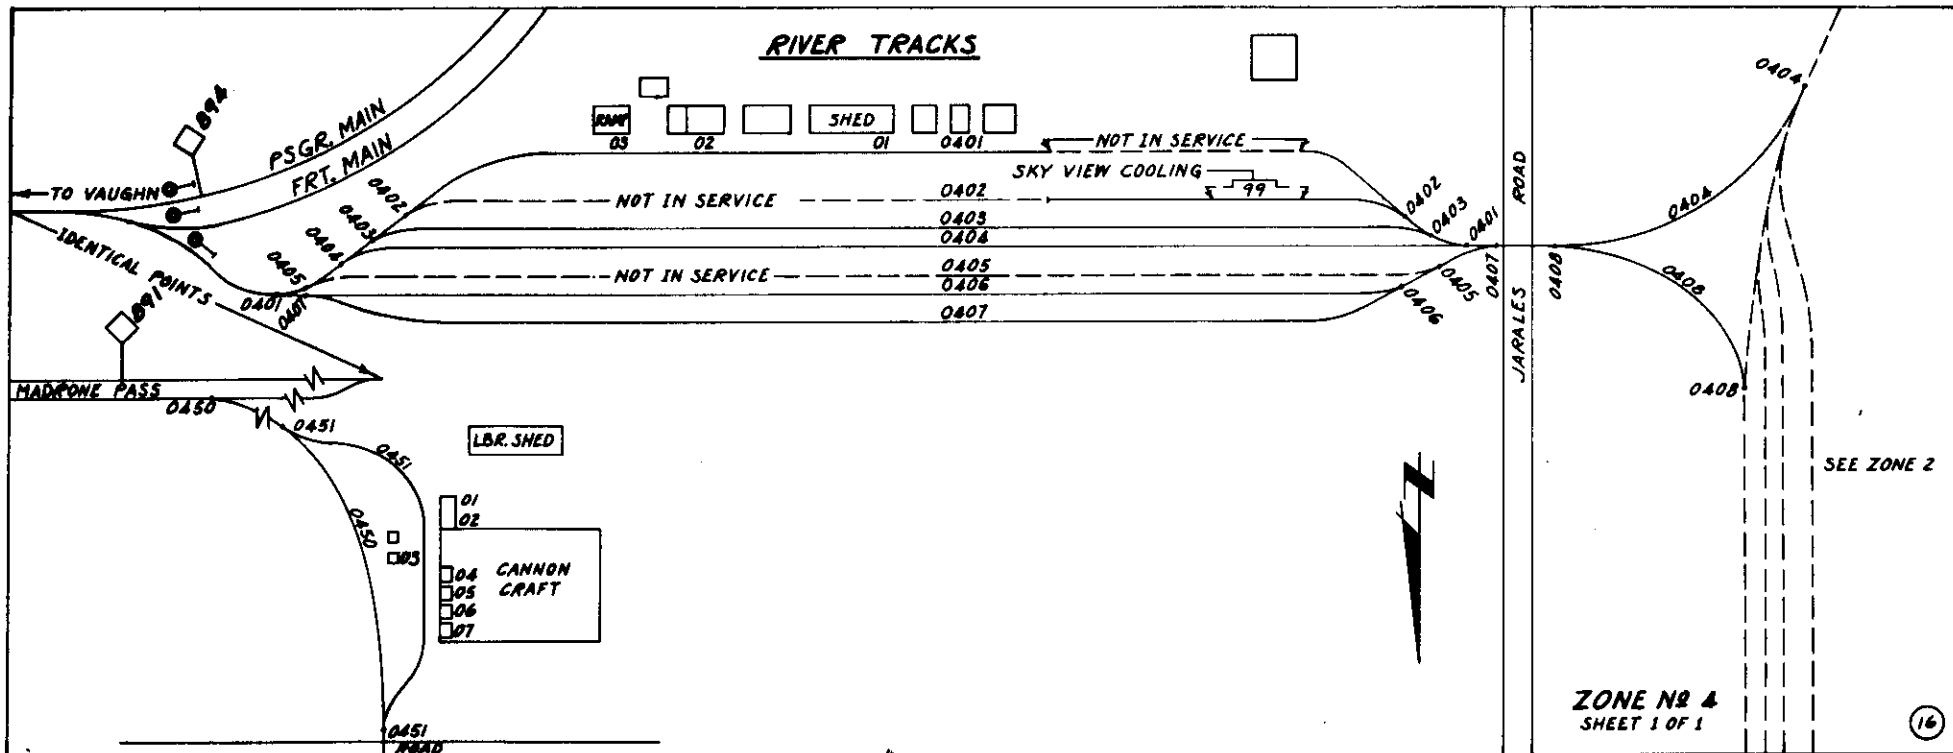 RIVER TRACKS
894
PSGR. MAIN
FRT. MAIN
TO VAUGHN
IDENTICAL POINTS
891
MADRONE PASS
RAMP
03
02
SHED
01
0401
NOT IN SERVICE
SKY VIEW COOLING
99
0402
NOT IN SERVICE
0402
0403
0403
0404
0404
0405
NOT IN SERVICE
0405
0406
0401
0407
0407
0402
0403
0401
0405
0406
0407
0408
JARALES ROAD
0404
0404
0408
0408
SEE ZONE 2
0450
0451
0451
0450
LBR. SHED
01
02
03
04
05
06
07
CANNON
CRAFT
0451
ROAD
ZONE Nº 4
SHEET 1 OF 1
16